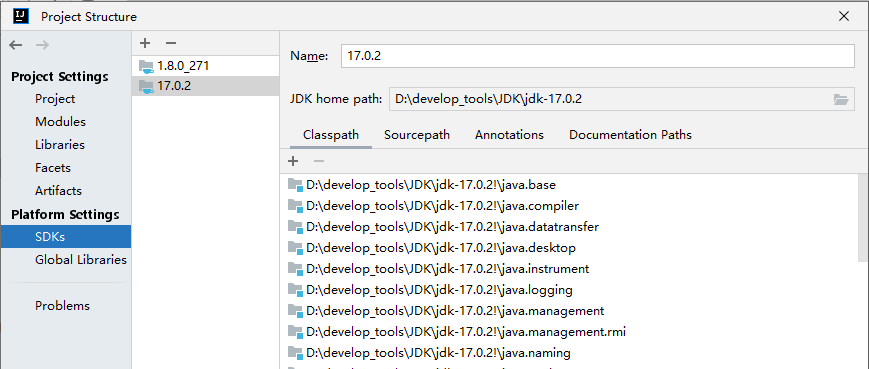 Project Structure
Project Settings
Project
Modules
Libraries
Facets
Artifacts
Platform Settings
SDKs
Global Libraries
Problems
1.8.0_271
17.0.2
Name: 17.0.2
JDK home path: D:\develop_tools\JDK\jdk-17.0.2
Classpath Sourcepath Annotations Documentation Paths
D:\develop_tools\JDK\jdk-17.0.2!\java.base
D:\develop_tools\JDK\jdk-17.0.2!\java.compiler
D:\develop_tools\JDK\jdk-17.0.2!\java.datatransfer
D:\develop_tools\JDK\jdk-17.0.2!\java.desktop
D:\develop_tools\JDK\jdk-17.0.2!\java.instrument
D:\develop_tools\JDK\jdk-17.0.2!\java.logging
D:\develop_tools\JDK\jdk-17.0.2!\java.management
D:\develop_tools\JDK\jdk-17.0.2!\java.management.rmi
D:\develop_tools\JDK\jdk-17.0.2!\java.naming